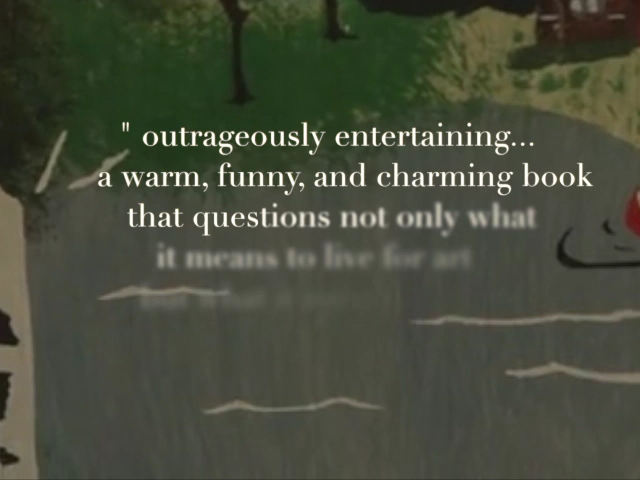 " outrageously entertaining...
a warm, funny, and charming book
that questions not only what
it means to live for art